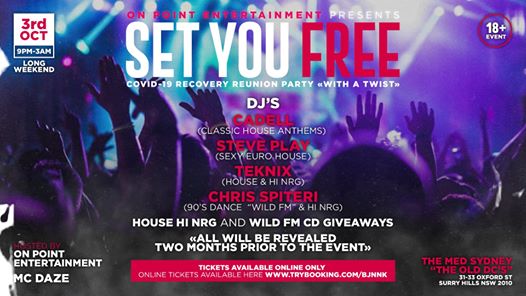 ON POINT ENTERTAINMENT PRESENTS
3rd
OCT
9PM-3AM
LONG
WEEKEND
18+
EVENT
SET YOU FREE
COVID-19 RECOVERY REUNION PARTY «WITH A TWIST»
DJ'S
CADELL
(CLASSIC HOUSE ANTHEMS)
STEVE PLAY
(SEXY EURO HOUSE)
TEKNIX
(HOUSE & HI NRG)
CHRIS SPITERI
(90'S DANCE "WILD FM" & HI NRG)
HOUSE HI NRG AND WILD FM CD GIVEAWAYS
«ALL WILL BE REVEALED
TWO MONTHS PRIOR TO THE EVENT»
HOSTED BY
ON POINT
ENTERTAINMENT
MC DAZE
TICKETS AVAILABLE ONLINE ONLY
ONLINE TICKETS AVAILABLE HERE WWW.TRYBOOKING.COM/BJNNK
THE MED SYDNEY
"THE OLD DC'S"
31-33 OXFORD ST
SURRY HILLS NSW 2010